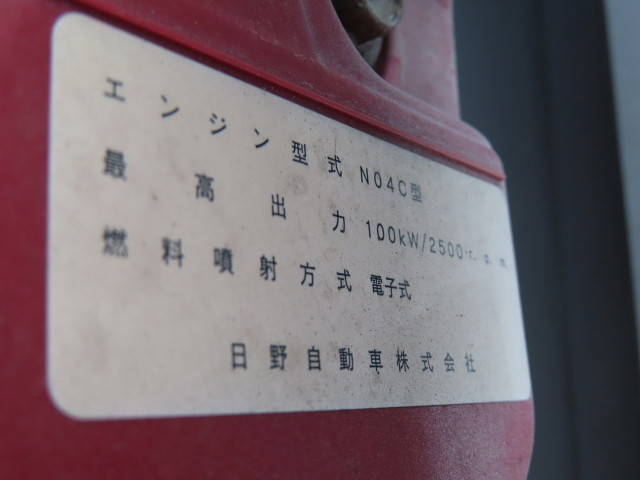 エンジン型式 N04C型
最高出力 100kW/2500r.p.m.
燃料噴射方式 電子式
日野自動車株式会社